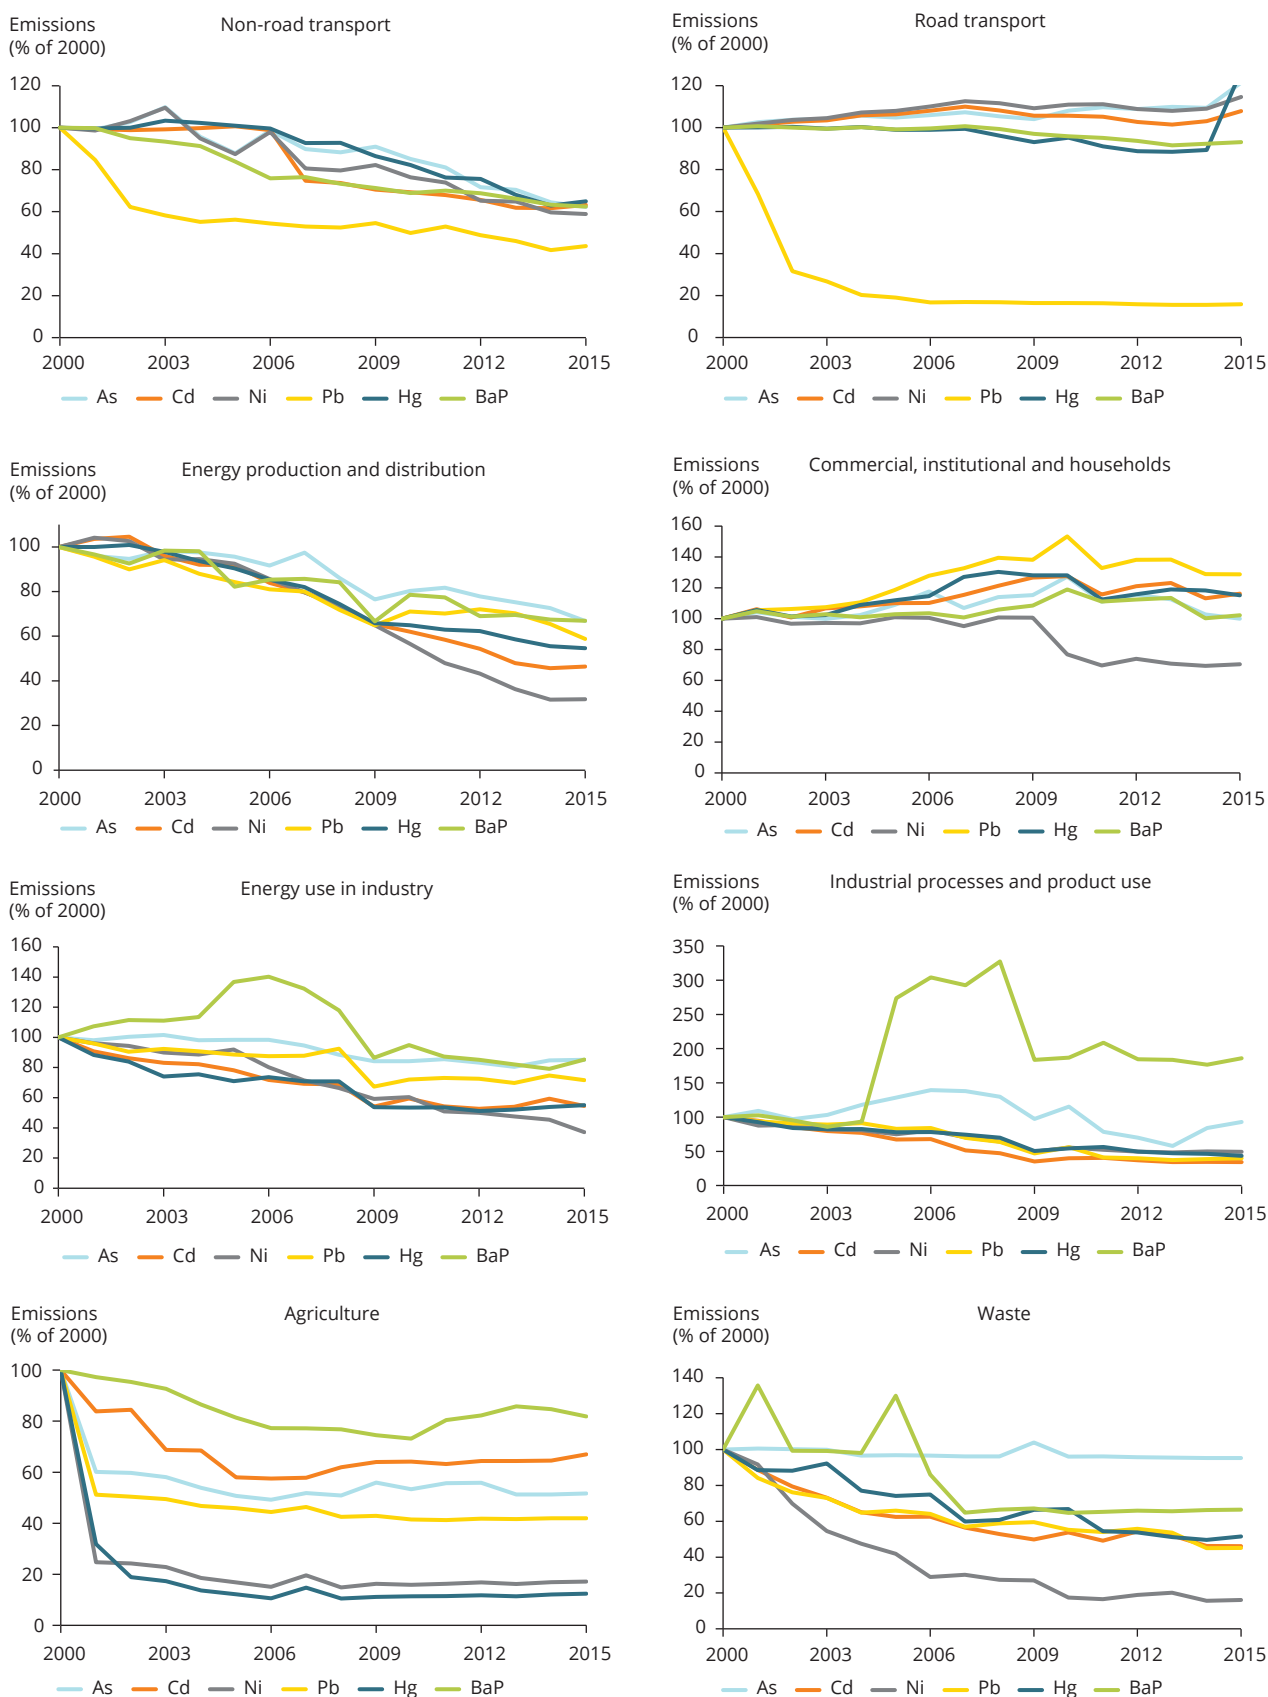 Emissions
(% of 2000)
Non-road transport
120
100
80
60
40
20
0
2000 2003 2006 2009 2012 2015
As Cd Ni Pb Hg BaP
Emissions
(% of 2000)
Road transport
120
100
80
60
40
20
0
2000 2003 2006 2009 2012 2015
As Cd Ni Pb Hg BaP
Emissions
(% of 2000)
Energy production and distribution
100
80
60
40
20
0
2000 2003 2006 2009 2012 2015
As Cd Ni Pb Hg BaP
Emissions
(% of 2000)
Commercial, institutional and households
160
140
120
100
80
60
40
20
0
2000 2003 2006 2009 2012 2015
As Cd Ni Pb Hg BaP
Emissions
(% of 2000)
Energy use in industry
160
140
120
100
80
60
40
20
0
2000 2003 2006 2009 2012 2015
As Cd Ni Pb Hg BaP
Emissions
(% of 2000)
Industrial processes and product use
350
300
250
200
150
100
50
0
2000 2003 2006 2009 2012 2015
As Cd Ni Pb Hg BaP
Emissions
(% of 2000)
Agriculture
100
80
60
40
20
0
2000 2003 2006 2009 2012 2015
As Cd Ni Pb Hg BaP
Emissions
(% of 2000)
Waste
140
120
100
80
60
40
20
0
2000 2003 2006 2009 2012 2015
As Cd Ni Pb Hg BaP